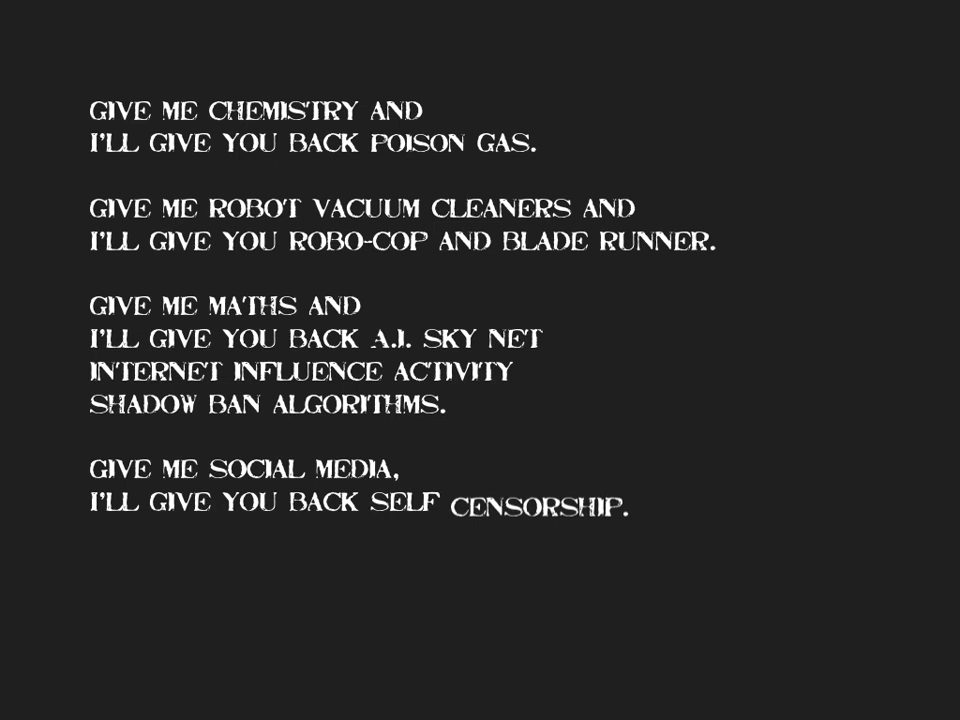 GIVE ME CHEMISTRY AND
I'LL GIVE YOU BACK POISON GAS.
GIVE ME ROBOT VACUUM CLEANERS AND
I'LL GIVE YOU ROBO-COP AND BLADE RUNNER.
GIVE ME MATHS AND
I'LL GIVE YOU BACK A.I. SKY NET
INTERNET INFLUENCE ACTIVITY
SHADOW BAN ALGORITHMS.
GIVE ME SOCIAL MEDIA,
I'LL GIVE YOU BACK SELF CENSORSHIP.